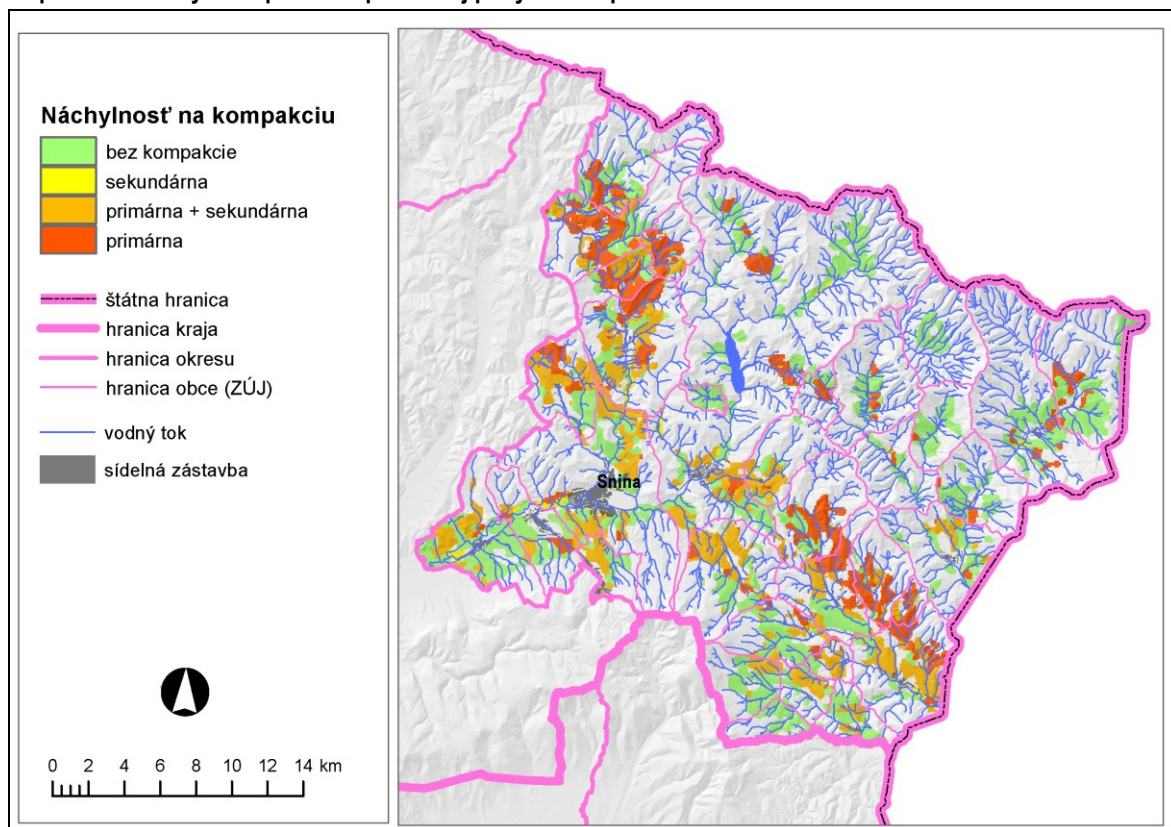 Náchylnosť na kompakciu
bez kompakcie
sekundárna
primárna + sekundárna
primárna
štátna hranica
hranica kraja
hranica okresu
hranica obce (ZÚJ)
vodný tok
sídelná zástavba
0 2 4 6 8 10 12 14 km
Snina